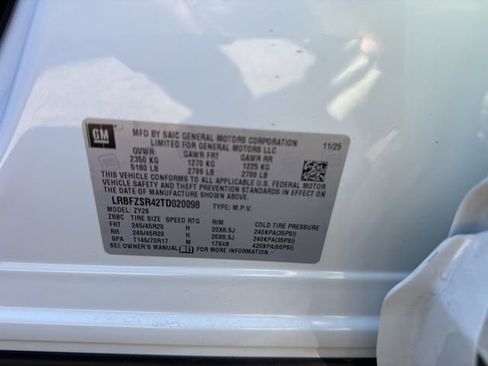 GM
MFD BY SAIC GENERAL MOTORS CORPORATION 11/25
LIMITED FOR GENERAL MOTORS LLC
GVWR GAWR FRT GAWR RR
2350 KG 1270 KG 1225 KG
5180 LB 2799 LB 2700 LB
THIS VEHICLE CONFORMS TO ALL APPLICABLE U.S.
FEDERAL MOTOR VEHICLE SAFETY AND THEFT PREVENTION STANDARDS
IN EFFECT ON THE DATE OF MANUFACTURE SHOWN ABOVE.
LRBFZSR42TD020098 TYPE: M.P.V.
MODEL: ZY26
ZBBC TIRE SIZE SPEED RTG RIM COLD TIRE PRESSURE
FRT 245/45R20 H 20X8.5J 240KPA(35PSI)
RR 245/45R20 H 20X8.5J 240KPA(35PSI)
SPA T145/70R17 M 17X4B 420KPA(60PSI)
SEE OWNER'S MANUAL FOR MORE INFORMATION.